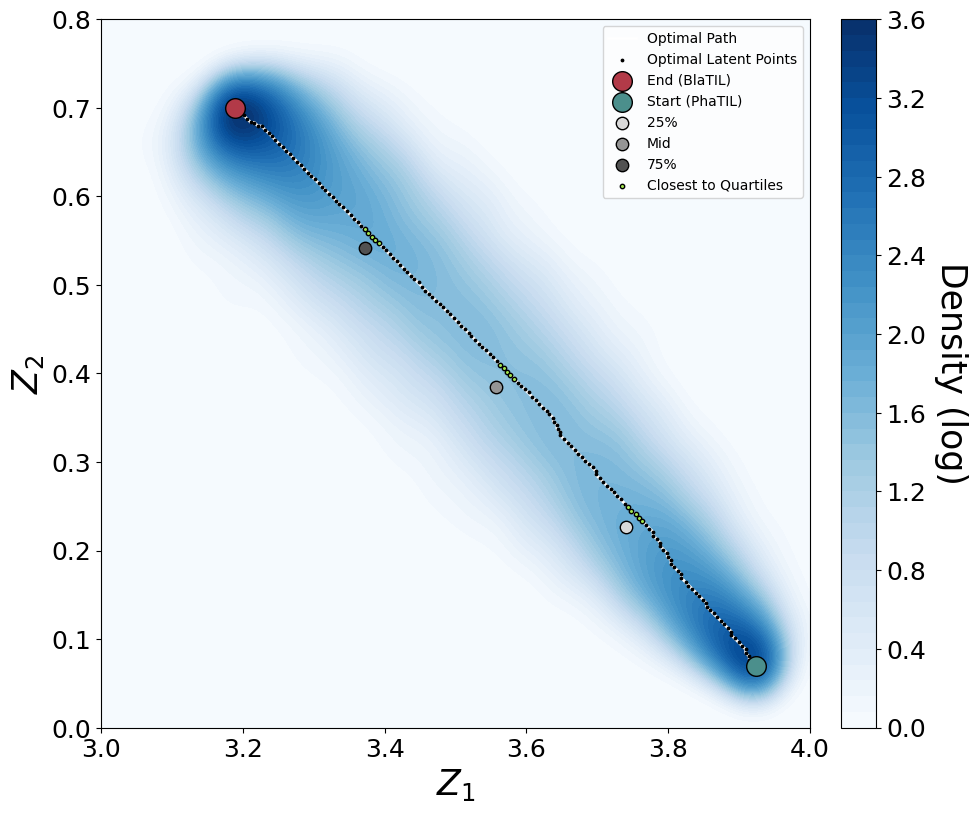 0.8
0.7
0.6
0.5
0.4
0.3
0.2
0.1
0.0
Z2
3.0 3.2 3.4 3.6 3.8 4.0
Z1
Optimal Path
Optimal Latent Points
End (BlaTIL)
Start (PhaTIL)
25%
Mid
75%
Closest to Quartiles
3.6
3.2
2.8
2.4
2.0
1.6
1.2
0.8
0.4
0.0
Density (log)